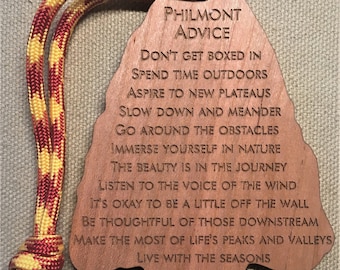 PHILMONT
ADVICE
DON'T GET BOXED IN
SPEND TIME OUTDOORS
ASPIRE TO NEW PLATEAUS
SLOW DOWN AND MEANDER
GO AROUND THE OBSTACLES
IMMERSE YOURSELF IN NATURE
THE BEAUTY IS IN THE JOURNEY
LISTEN TO THE VOICE OF THE WIND
IT'S OKAY TO BE A LITTLE OFF THE WALL
BE THOUGHTFUL OF THOSE DOWNSTREAM
MAKE THE MOST OF LIFE'S PEAKS AND VALLEYS
LIVE WITH THE SEASONS